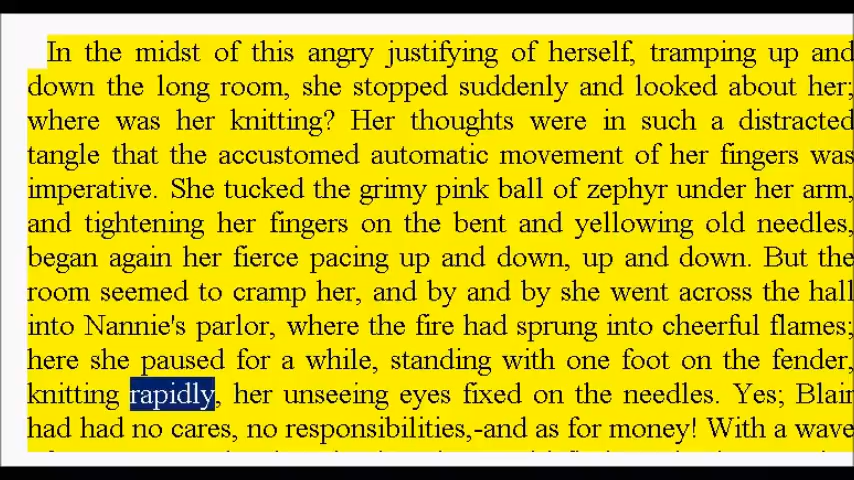 In the midst of this angry justifying of herself, tramping up and
down the long room, she stopped suddenly and looked about her;
where was her knitting? Her thoughts were in such a distracted
tangle that the accustomed automatic movement of her fingers was
imperative. She tucked the grimy pink ball of zephyr under her arm,
and tightening her fingers on the bent and yellowing old needles,
began again her fierce pacing up and down, up and down. But the
room seemed to cramp her, and by and by she went across the hall
into Nannie's parlor, where the fire had sprung into cheerful flames;
here she paused for a while, standing with one foot on the fender,
knitting rapidly, her unseeing eyes fixed on the needles. Yes; Blair
had had no cares, no responsibilities,-and as for money! With a wave